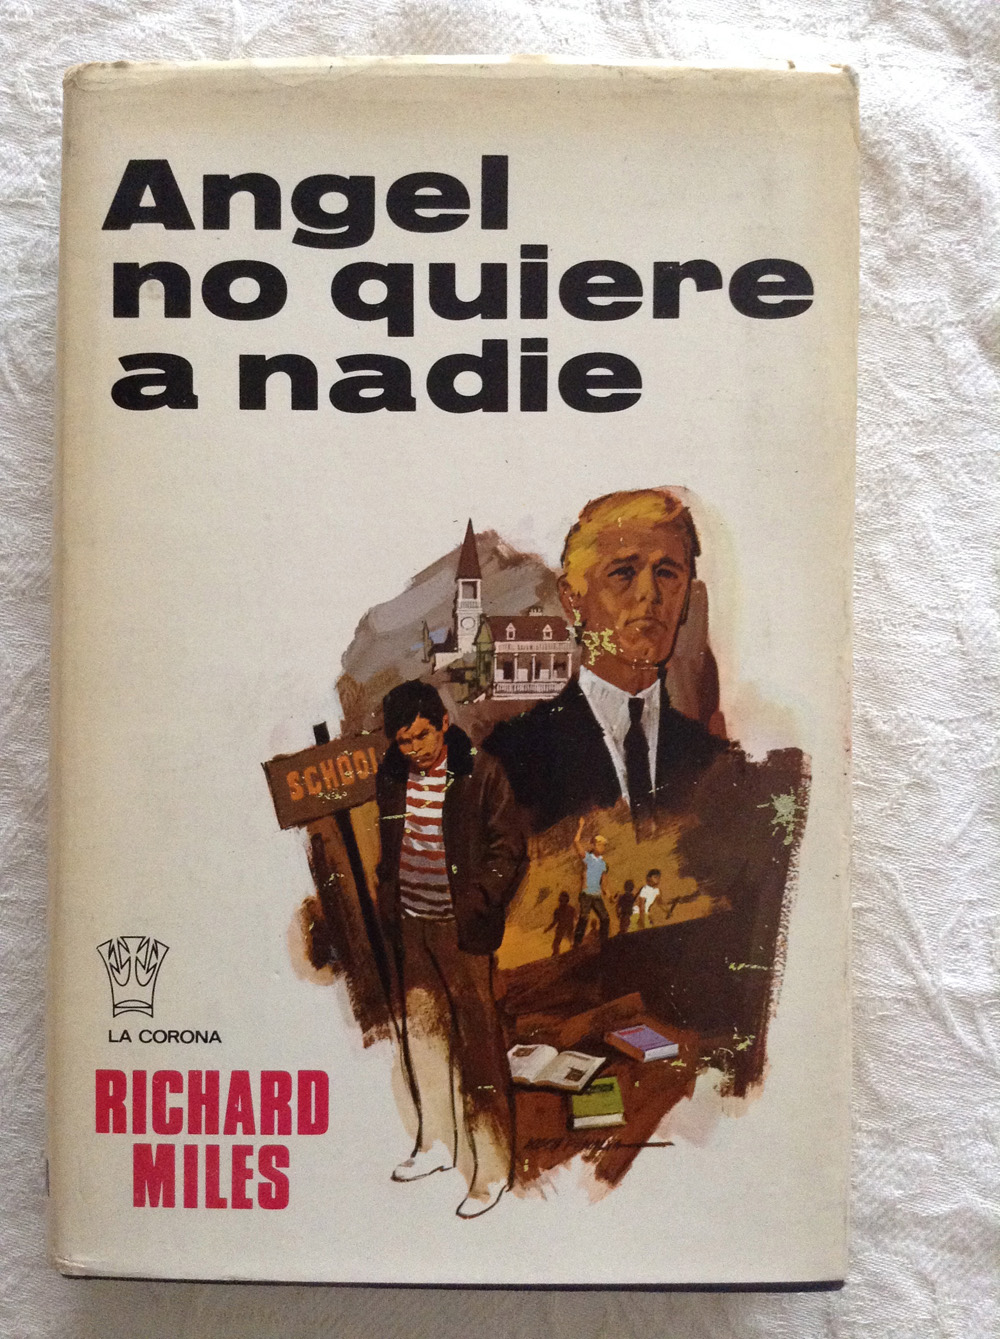 Angel
no quiere
a nadie
SCHOOL
LA CORONA
RICHARD
MILES